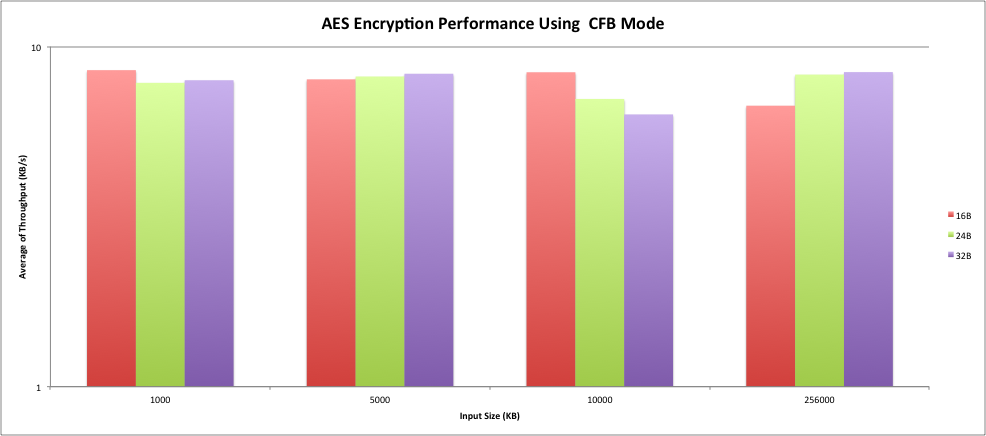 AES Encryption Performance Using  CFB Mode
10
Average of Throughput (KB/s)
1
1000 5000 10000 256000
Input Size (KB)
16B
24B
32B